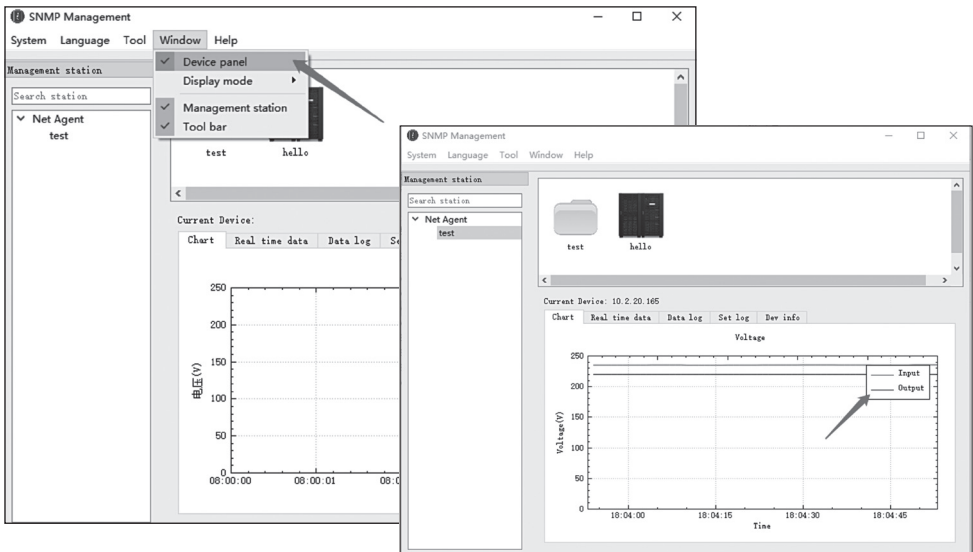 SNMP Management
System Language Tool Window Help
Device panel
Display mode
Management station
Tool bar
Management station
Search station
Net Agent
test
test hello
Current Device:
Chart Real time data Data log Se
250
200
150
100
50
0
电压(V)
08:00:00 08:00:01 08:0
SNMP Management
System Language Tool Window Help
Management station
Search station
Net Agent
test
test hello
Current Device: 10.2.20.165
Chart Real time data Data log Set log Dev info
Voltage
250
200
150
100
50
0
Voltage(V)
Input
Output
18:04:00 18:04:15 18:04:30 18:04:45
Time